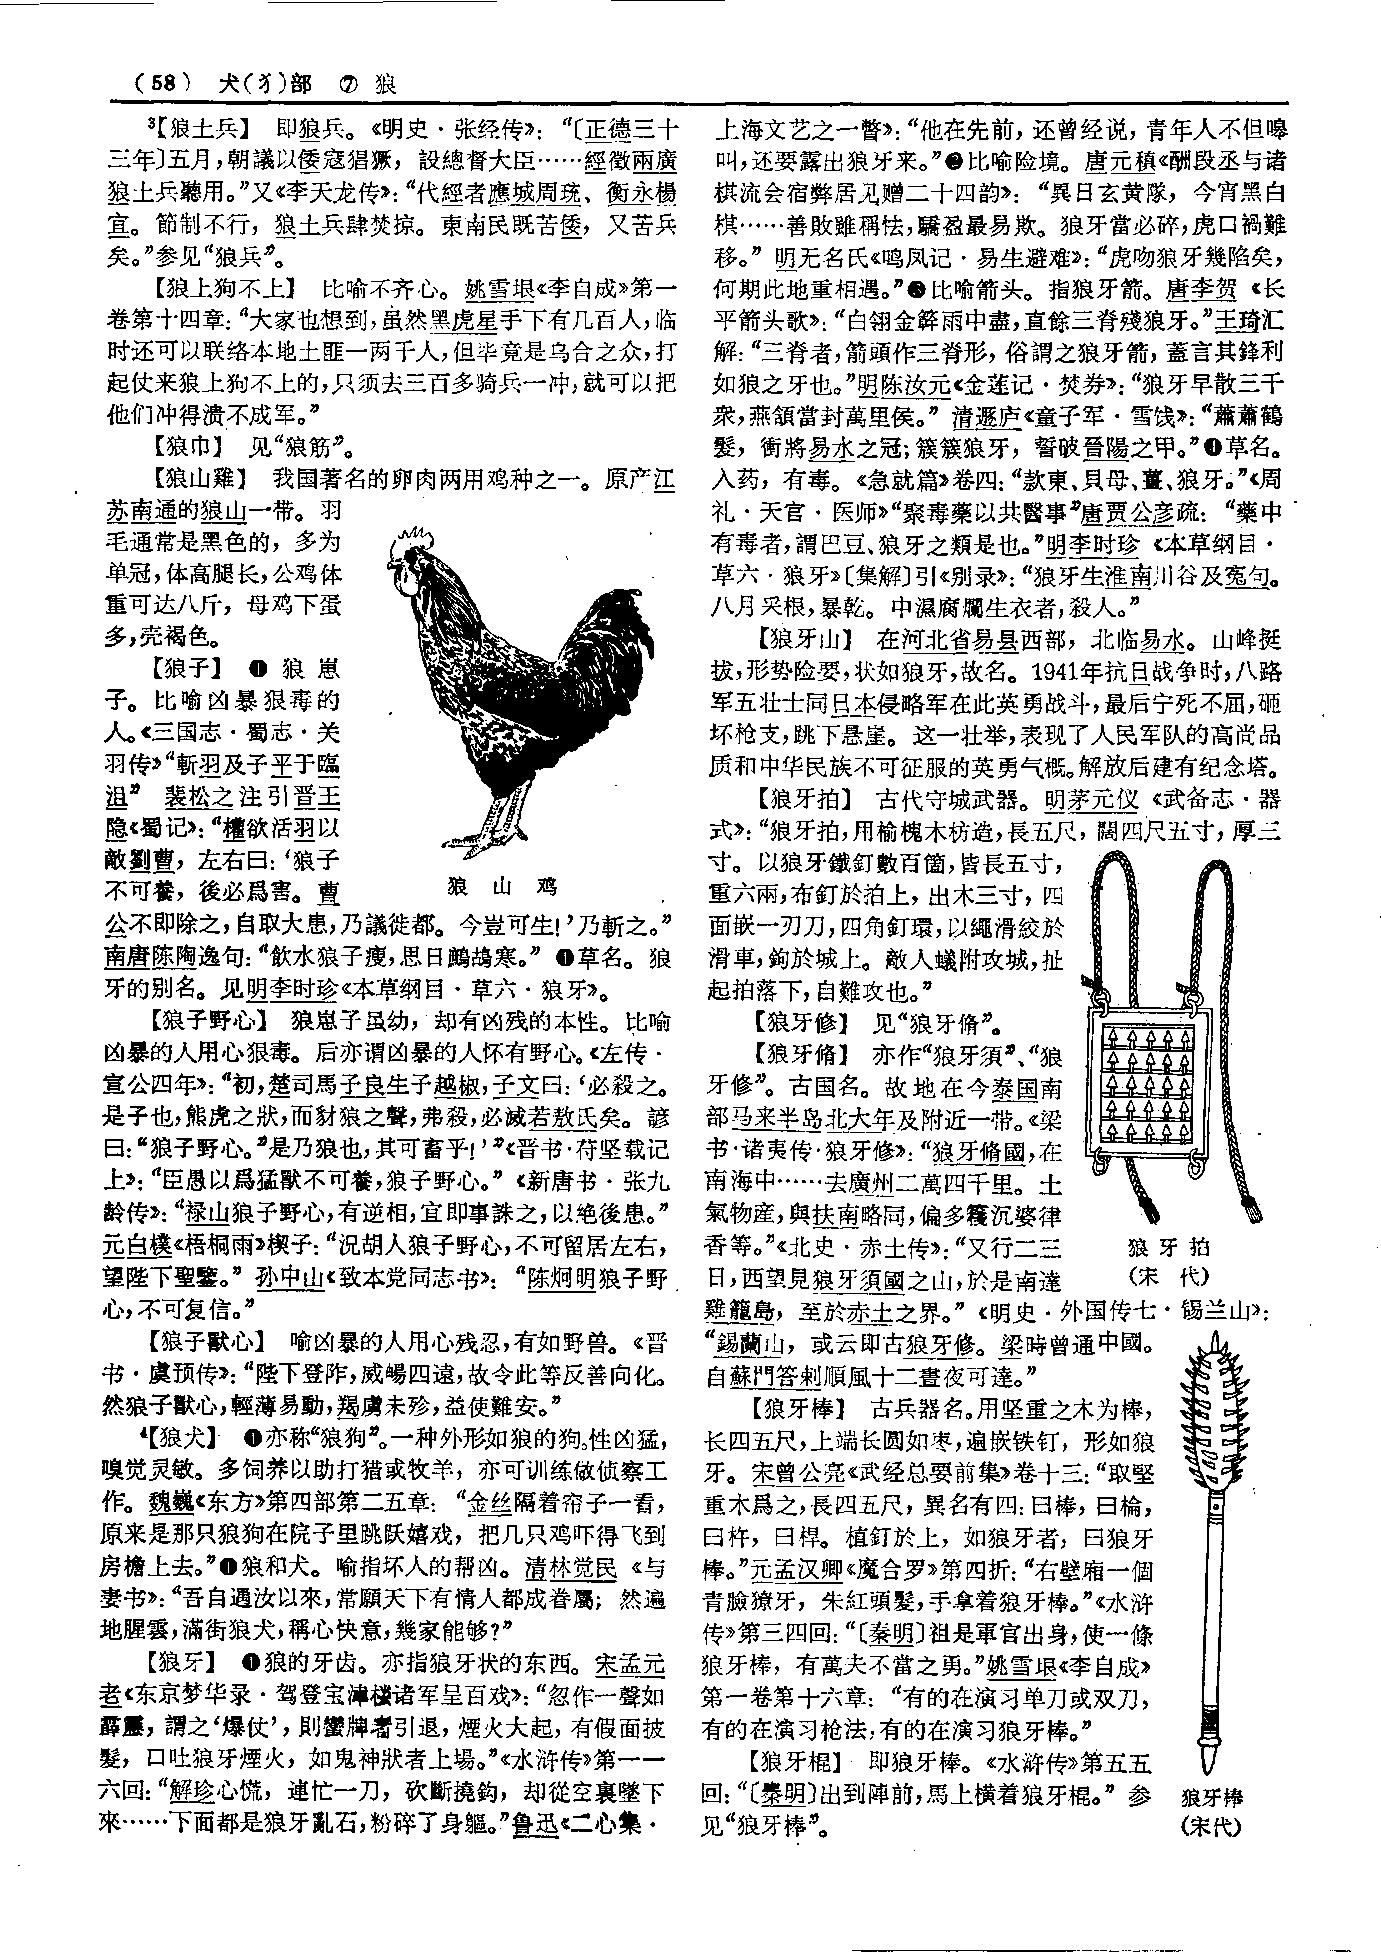 (58) 犬(犭)部 ⑦ 狼
³【狼土兵】 即狼兵。《明史·张经传》：“〔正德三十
三年〕五月，朝議以倭寇猖獗，設總督大臣……經徵兩廣
狼土兵聽用。”又《李天龙传》：“代經者應城周珫、衡永楊
宜。節制不行，狼土兵肆焚掠。東南民既苦倭，又苦兵
矣。”参见“狼兵”。
【狼上狗不上】 比喻不齐心。姚雪垠《李自成》第一
卷第十四章：“大家也想到，虽然黑虎星手下有几百人，临
时还可以联络本地土匪一两千人，但毕竟是乌合之众，打
起仗来狼上狗不上的，只须去三百多骑兵一冲，就可以把
他们冲得溃不成军。”
【狼巾】 见“狼筋”。
【狼山雞】 我国著名的卵肉两用鸡种之一。原产江
苏南通的狼山一带。羽
毛通常是黑色的，多为
单冠，体高腿长，公鸡体
重可达八斤，母鸡下蛋
多，壳褐色。
【狼子】 ❶狼崽
子。比喻凶暴狠毒的
人。《三国志·蜀志·关
羽传》“斬羽及子平于臨
沮” 裴松之注引晋王
隐《蜀记》：“權欲活羽以
敵劉曹，左右曰：‘狼子
不可養，後必爲害。曹
公不即除之，自取大患，乃議徙都。今豈可生！’乃斬之。”
南唐陈陶逸句：“飲水狼子瘦，思日鷓鴣寒。” ❶草名。狼
牙的别名。见明李时珍《本草纲目·草六·狼牙》。
狼山鸡
【狼子野心】 狼崽子虽幼，却有凶残的本性。比喻
凶暴的人用心狠毒。后亦谓凶暴的人怀有野心。《左传·
宣公四年》：“初，楚司馬子良生子越椒，子文曰：‘必殺之。
是子也，熊虎之狀，而豺狼之聲，弗殺，必滅若敖氏矣。諺
曰：“狼子野心。”是乃狼也，其可畜乎！’”《晋书·苻坚载记
上》：“臣愚以爲猛獸不可養，狼子野心。”《新唐书·张九
龄传》：“禄山狼子野心，有逆相，宜即事誅之，以绝後患。”
元白樸《梧桐雨》楔子：“況胡人狼子野心，不可留居左右，
望陛下聖鑒。” 孙中山《致本党同志书》：“陈炯明狼子野
心，不可复信。”
【狼子獸心】 喻凶暴的人用心残忍，有如野兽。《晋
书·虞预传》：“陛下登阼，威暢四遠，故令此等反善向化。
然狼子獸心，輕薄易動，羯虜未殄，益使難安。”
⁴【狼犬】 ❶亦称“狼狗”。一种外形如狼的狗。性凶猛，
嗅觉灵敏。多饲养以助打猎或牧羊，亦可训练做侦察工
作。魏巍《东方》第四部第二五章：“金丝隔着帘子一看，
原来是那只狼狗在院子里跳跃嬉戏，把几只鸡吓得飞到
房檐上去。”❶狼和犬。喻指坏人的帮凶。清林觉民《与
妻书》：“吾自遇汝以來，常願天下有情人都成眷屬；然遍
地腥雲，滿街狼犬，稱心快意，幾家能够？”
【狼牙】 ❶狼的牙齿。亦指狼牙状的东西。宋孟元
老《东京梦华录·驾登宝津楼诸军呈百戏》：“忽作一聲如
霹靂，謂之‘爆仗’，則蠻牌者引退，煙火大起，有假面披
髮，口吐狼牙煙火，如鬼神狀者上場。”《水浒传》第一一
六回：“解珍心慌，連忙一刀，砍斷撓鈎，却從空裏墜下
來……下面都是狼牙亂石，粉碎了身軀。”鲁迅《二心集·
上海文艺之一瞥》：“他在先前，还曾经说，青年人不但嗥
叫，还要露出狼牙来。”❷比喻险境。唐元稹《酬段丞与诸
棋流会宿弊居见赠二十四韵》：“異日玄黄隊，今宵黑白
棋……善敗雖稱怯，驕盈最易欺。狼牙當必碎，虎口禍難
移。” 明无名氏《鸣凤记·易生避难》：“虎吻狼牙幾陷矣，
何期此地重相遇。”❸比喻箭头。指狼牙箭。唐李贺《长
平箭头歌》：“白翎金簳雨中盡，直餘三脊殘狼牙。”王琦汇
解：“三脊者，箭頭作三脊形，俗謂之狼牙箭，蓋言其鋒利
如狼之牙也。”明陈汝元《金莲记·焚券》：“狼牙早散三千
衆，燕頷當封萬里侯。” 清遯庐《童子军·雪饯》：“蕭蕭鶴
髮，衝將易水之冠；簇簇狼牙，誓破晉陽之甲。”❶草名。
入药，有毒。《急就篇》卷四：“款東、貝母、薑、狼牙。”《周
礼·天官·医师》“聚毒藥以共醫事”唐贾公彦疏：“藥中
有毒者，謂巴豆、狼牙之類是也。”明李时珍《本草纲目·
草六·狼牙》〔集解〕引《别录》：“狼牙生淮南川谷及寃句。
八月采根，暴乾。中濕腐爛生衣者，殺人。”
【狼牙山】 在河北省易县西部，北临易水。山峰挺
拔，形势险要，状如狼牙，故名。1941年抗日战争时，八路
军五壮士同日本侵略军在此英勇战斗，最后宁死不屈，砸
坏枪支，跳下悬崖。这一壮举，表现了人民军队的高尚品
质和中华民族不可征服的英勇气概。解放后建有纪念塔。
【狼牙拍】 古代守城武器。明茅元仪《武备志·器
式》：“狼牙拍，用榆槐木枋造，長五尺，闊四尺五寸，厚三
寸。以狼牙鐵釘數百箇，皆長五寸，
重六兩，布釘於拍上，出木三寸，四
面嵌一刃刀，四角釘環，以繩滑絞於
滑車，鉤於城上。敵人蟻附攻城，扯
起拍落下，自難攻也。”
【狼牙修】 见“狼牙脩”。
【狼牙脩】 亦作“狼牙須”、“狼
牙修”。古国名。故地在今泰国南
部马来半岛北大年及附近一带。《梁
书·诸夷传·狼牙修》：“狼牙脩國，在
南海中……去廣州二萬四千里。土
氣物産，與扶南略同，偏多䉣沉婆律
香等。”《北史·赤土传》：“又行二三
日，西望見狼牙須國之山，於是南達
雞籠島，至於赤土之界。”《明史·外国传七·锡兰山》：
“錫蘭山，或云即古狼牙修。梁時曾通中國。
自蘇門答剌順風十二晝夜可達。”
狼牙拍
(宋 代)
【狼牙棒】 古兵器名。用坚重之木为棒，
长四五尺，上端长圆如枣，遍嵌铁钉，形如狼
牙。宋曾公亮《武经总要前集》卷十三：“取堅
重木爲之，長四五尺，異名有四：曰棒，曰棆，
曰杵，曰桿。植釘於上，如狼牙者，曰狼牙
棒。”元孟汉卿《魔合罗》第四折：“右壁廂一個
青臉獠牙，朱紅頭髮，手拿着狼牙棒。”《水浒
传》第三四回：“〔秦明〕祖是軍官出身，使一條
狼牙棒，有萬夫不當之勇。”姚雪垠《李自成》
第一卷第十六章：“有的在演习单刀或双刀，
有的在演习枪法，有的在演习狼牙棒。”
【狼牙棍】 即狼牙棒。《水浒传》第五五
回：“〔秦明〕出到陣前，馬上横着狼牙棍。” 参
见“狼牙棒”。
狼牙棒
(宋代)